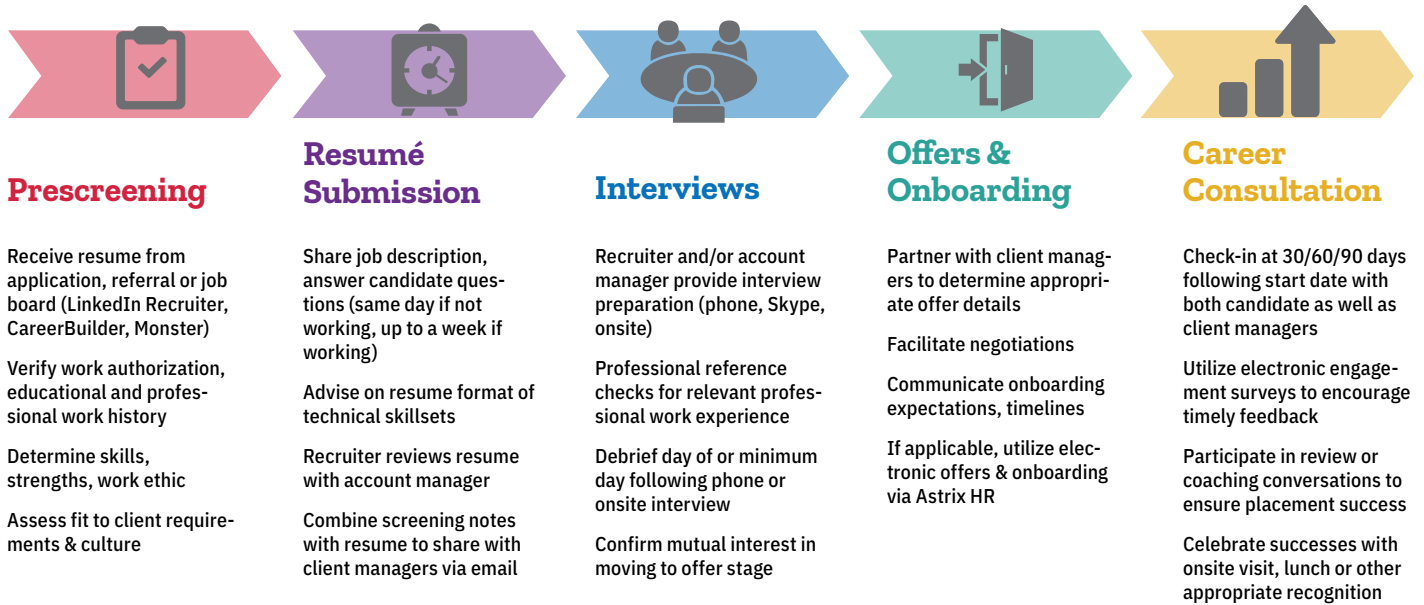 Prescreening
Receive resume from
application, referral or job
board (LinkedIn Recruiter,
CareerBuilder, Monster)
Verify work authorization,
educational and profes-
sional work history
Determine skills,
strengths, work ethic
Assess fit to client require-
ments & culture
Resumé
Submission
Share job description,
answer candidate ques-
tions (same day if not
working, up to a week if
working)
Advise on resume format of
technical skillsets
Recruiter reviews resume
with account manager
Combine screening notes
with resume to share with
client managers via email
Interviews
Recruiter and/or account
manager provide interview
preparation (phone, Skype,
onsite)
Professional reference
checks for relevant profes-
sional work experience
Debrief day of or minimum
day following phone or
onsite interview
Confirm mutual interest in
moving to offer stage
Offers &
Onboarding
Partner with client manag-
ers to determine appropri-
ate offer details
Facilitate negotiations
Communicate onboarding
expectations, timelines
If applicable, utilize elec-
tronic offers & onboarding
via Astrix HR
Career
Consultation
Check-in at 30/60/90 days
following start date with
both candidate as well as
client managers
Utilize electronic engage-
ment surveys to encourage
timely feedback
Participate in review or
coaching conversations to
ensure placement success
Celebrate successes with
onsite visit, lunch or other
appropriate recognition